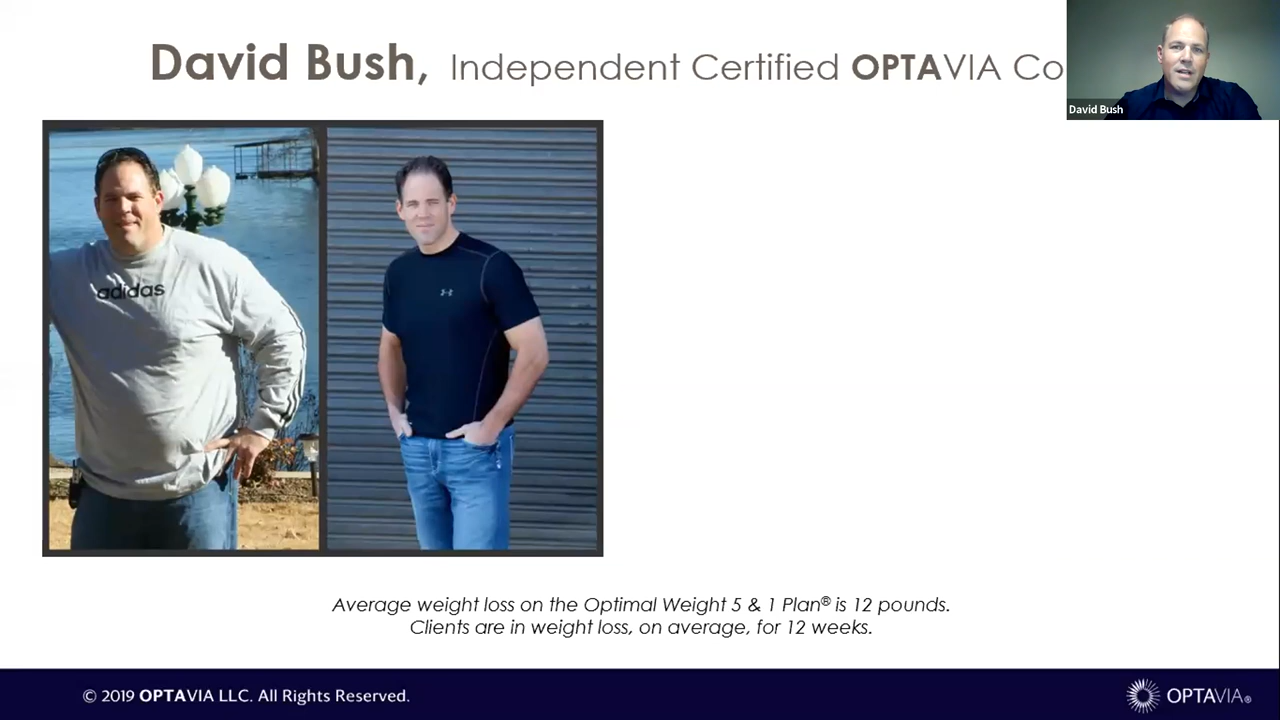 David Bush, Independent Certified OPTAVIA Co
David Bush
adidas
Average weight loss on the Optimal Weight 5 & 1 Plan® is 12 pounds.
Clients are in weight loss, on average, for 12 weeks.
© 2019 OPTAVIA LLC. All Rights Reserved.
OPTAVIA®